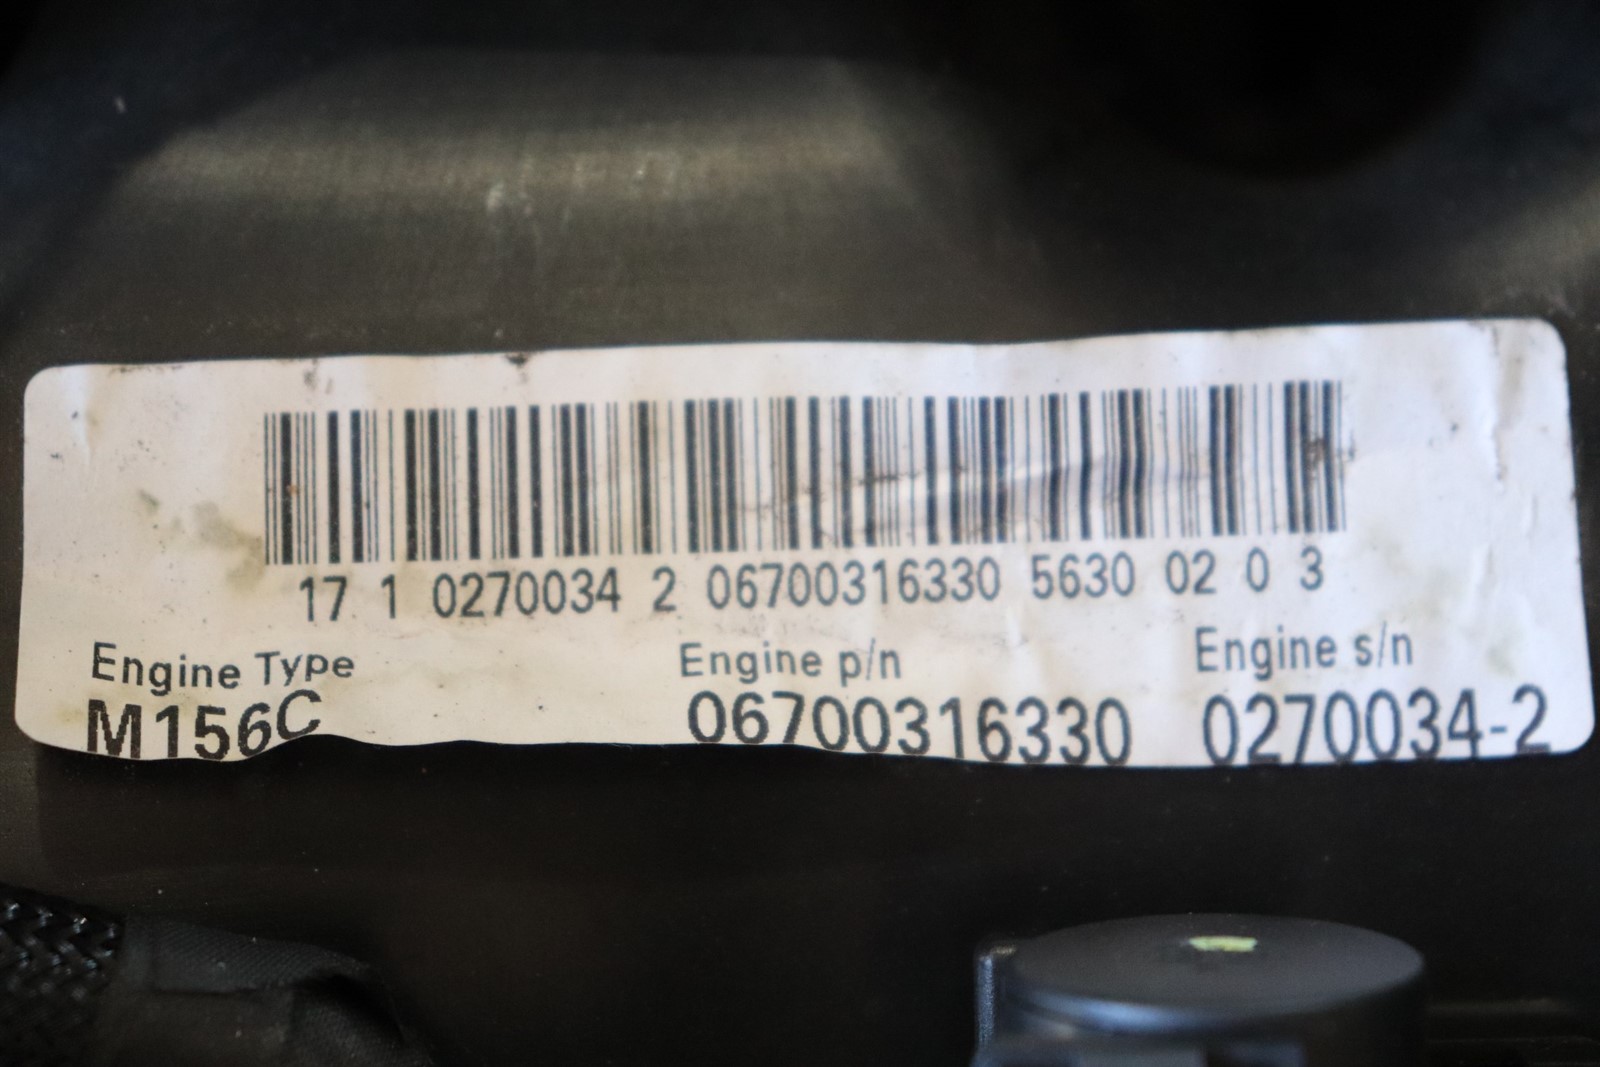 17 1 0270034 2 06700316330 5630 02 0 3
Engine Type Engine p/n Engine s/n
M156C 06700316330 0270034-2